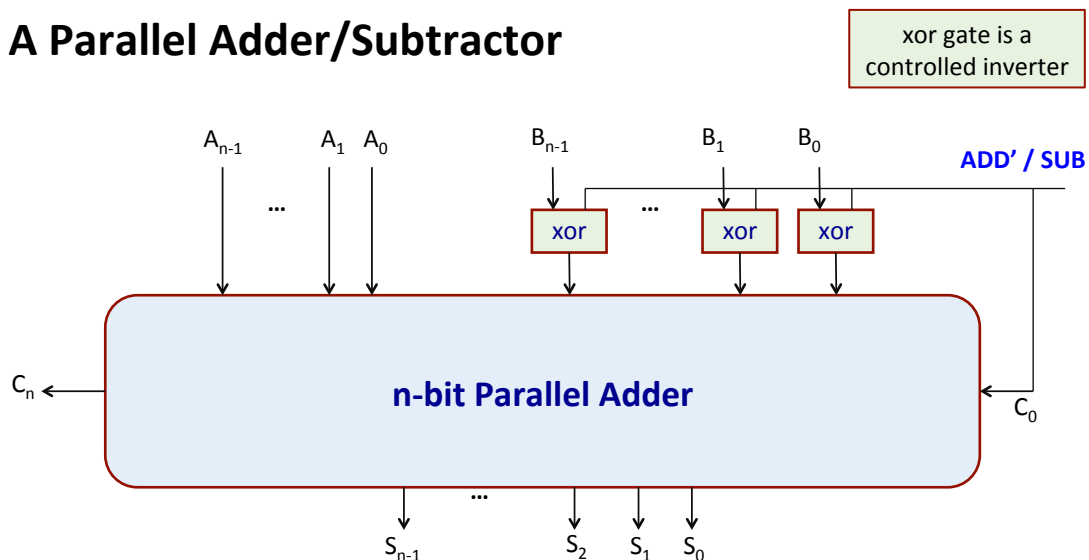 A Parallel Adder/Subtractor
xor gate is a
controlled inverter
Aₙ₋₁ ... A₁ A₀ Bₙ₋₁ ... B₁ B₀
ADD' / SUB
xor xor xor
Cₙ
n-bit Parallel Adder
C₀
...
Sₙ₋₁ S₂ S₁ S₀